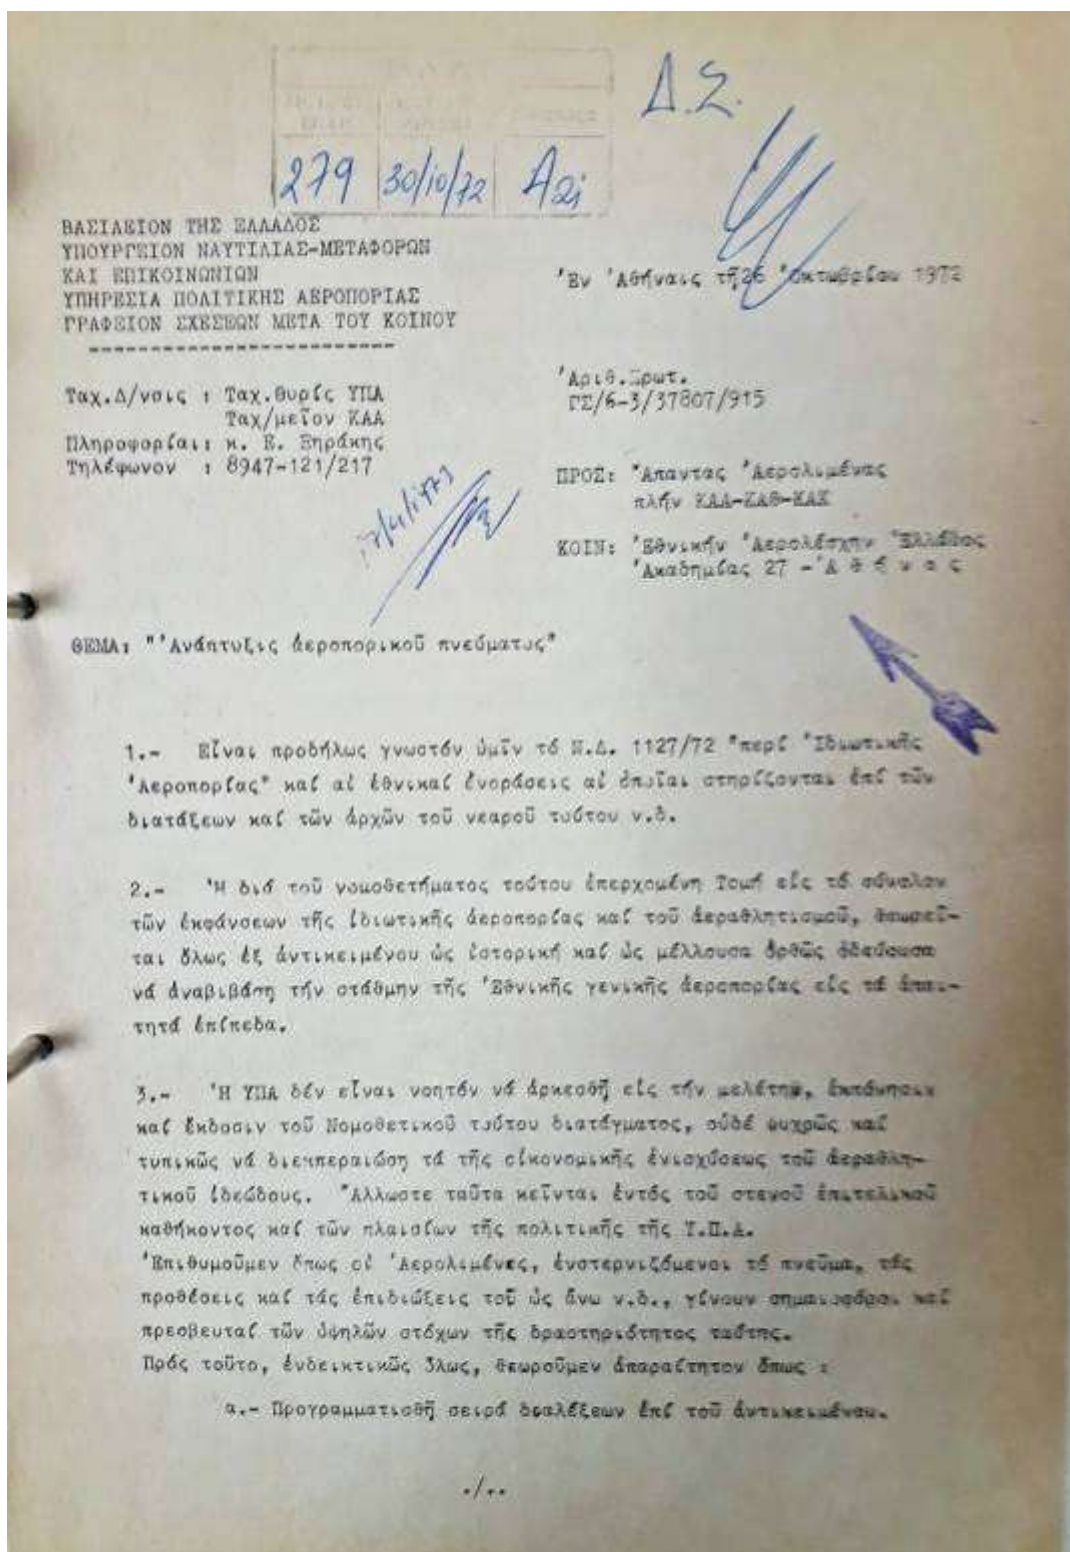 Δ.Σ.
279 30/10/72 Α2i
ΒΑΣΙΛΕΙΟΝ ΤΗΣ ΕΛΛΑΔΟΣ
ΥΠΟΥΡΓΕΙΟΝ ΝΑΥΤΙΛΙΑΣ-ΜΕΤΑΦΟΡΩΝ
ΚΑΙ ΕΠΙΚΟΙΝΩΝΙΩΝ
ΥΠΗΡΕΣΙΑ ΠΟΛΙΤΙΚΗΣ ΑΕΡΟΠΟΡΙΑΣ
ΓΡΑΦΕΙΟΝ ΣΧΕΣΕΩΝ ΜΕΤΑ ΤΟΥ ΚΟΙΝΟΥ
'Εν 'Αθήναις τῇ 26 'Οκτωβρίου 1972
'Αριθ.Πρωτ.
ΓΣ/6-3/37807/915
Ταχ.Δ/νσις : Ταχ.Θυρίς ΥΠΑ
Ταχ/μεῖον ΚΑΑ
Πληροφορίαι: κ. Ε. Ξηράκης
Τηλέφωνον : 8947-121/217
ΠΡΟΣ: "Απαντας 'Αερολιμένας
πλήν ΚΑΑ-ΚΑΘ-ΚΑΚ
ΚΟΙΝ: 'Εθνικήν 'Αερολέσχην 'Ελλάδος
'Ακαδημίας 27 - 'Α θ ή ν α ς
ΘΕΜΑ: "'Ανάπτυξις ἀεροπορικοῦ πνεύματος"
1.- Εἶναι προδήλως γνωστόν ὑμῖν τό Ν.Δ. 1127/72 "περί 'Ιδιωτικῆς
'Αεροπορίας" καί αἱ ἐθνικαί ἐνοράσεις αἱ ὁποῖαι στηρίζονται ἐπί τῶν
διατάξεων καί τῶν ἀρχῶν τοῦ νεαροῦ τούτου ν.δ.
2.- 'Η διά τοῦ νομοθετήματος τούτου ἐπερχομένη Τομή εἰς τό σύνολον
τῶν ἐκφάνσεων τῆς ἰδιωτικῆς ἀεροπορίας καί τοῦ ἀεραθλητισμοῦ, θεωρεῖ-
ται ὅλως ἐξ ἀντικειμένου ὡς ἱστορική καί ὡς μέλλουσα ὀρθῶς ὁδεύουσα
νά ἀναβιβάσῃ τήν στάθμην τῆς 'Εθνικῆς γενικῆς ἀεροπορίας εἰς τά ἀπαι-
τητά ἐπίπεδα.
3.- 'Η ΥΠΑ δέν εἶναι νοητόν νά ἀρκεσθῇ εἰς τήν μελέτην, ἐκπόνησιν
καί ἔκδοσιν τοῦ Νομοθετικοῦ τούτου διατάγματος, οὐδέ ψυχρῶς καί
τυπικῶς νά διεκπεραιώσῃ τά τῆς οἰκονομικῆς ἐνισχύσεως τοῦ ἀεραθλη-
τικοῦ ἰδεώδους. "Αλλωστε ταῦτα κεῖνται ἐντός τοῦ στενοῦ ἐπιτελικοῦ
καθήκοντος καί τῶν πλαισίων τῆς πολιτικῆς τῆς Υ.Π.Α.
'Επιθυμοῦμεν ὅπως οἱ 'Αερολιμένες, ἐνστερνιζόμενοι τό πνεῦμα, τάς
προθέσεις καί τάς ἐπιδιώξεις τοῦ ὡς ἄνω ν.δ., γίνουν σημαιοφόροι καί
πρεσβευταί τῶν ὑψηλῶν στόχων τῆς δραστηριότητος ταύτης.
Πρός τοῦτο, ἐνδεικτικῶς ὅλως, θεωροῦμεν ἀπαραίτητον ὅπως :
α.- Προγραμματισθῇ σειρά διαλέξεων ἐπί τοῦ ἀντικειμένου.
./..